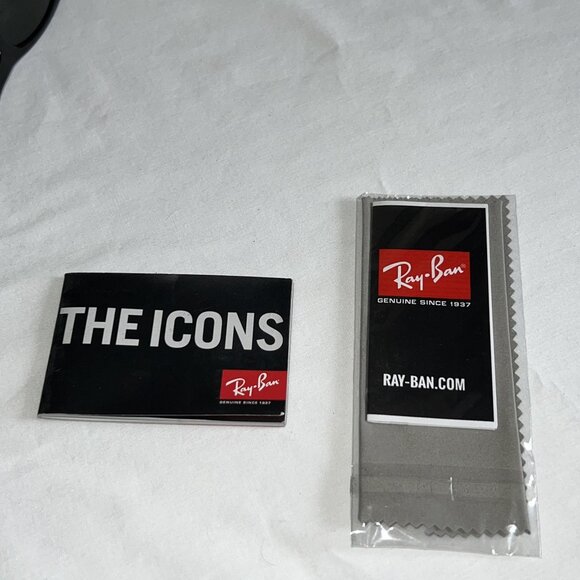 THE ICONS
Ray-Ban
GENUINE SINCE 1937
Ray-Ban®
GENUINE SINCE 1937
RAY-BAN.COM